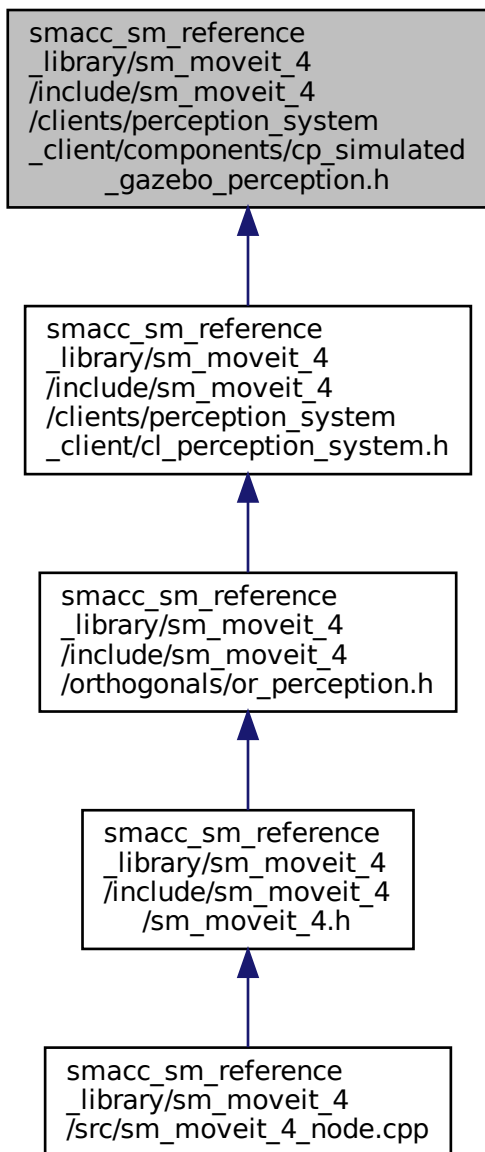 smacc_sm_reference
_library/sm_moveit_4
/include/sm_moveit_4
/clients/perception_system
_client/components/cp_simulated
_gazebo_perception.h
smacc_sm_reference
_library/sm_moveit_4
/include/sm_moveit_4
/clients/perception_system
_client/cl_perception_system.h
smacc_sm_reference
_library/sm_moveit_4
/include/sm_moveit_4
/orthogonals/or_perception.h
smacc_sm_reference
_library/sm_moveit_4
/include/sm_moveit_4
/sm_moveit_4.h
smacc_sm_reference
_library/sm_moveit_4
/src/sm_moveit_4_node.cpp